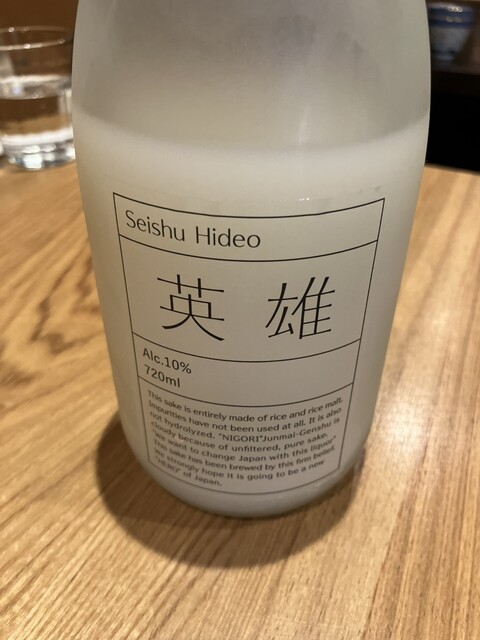 Seishu Hideo
英 雄
Alc.10%
720ml
This sake is entirely made of rice and rice malt.
Impurities have not been used at all. It is also
not hydrolyzed. "NIGORI"Junmai-Genshu is
cloudy because of unfiltered, pure sake.
"We want to change Japan with this liquor"
This sake has been brewed by this firm belief.
We strongly hope it is going to be a new
"HERO" of Japan.